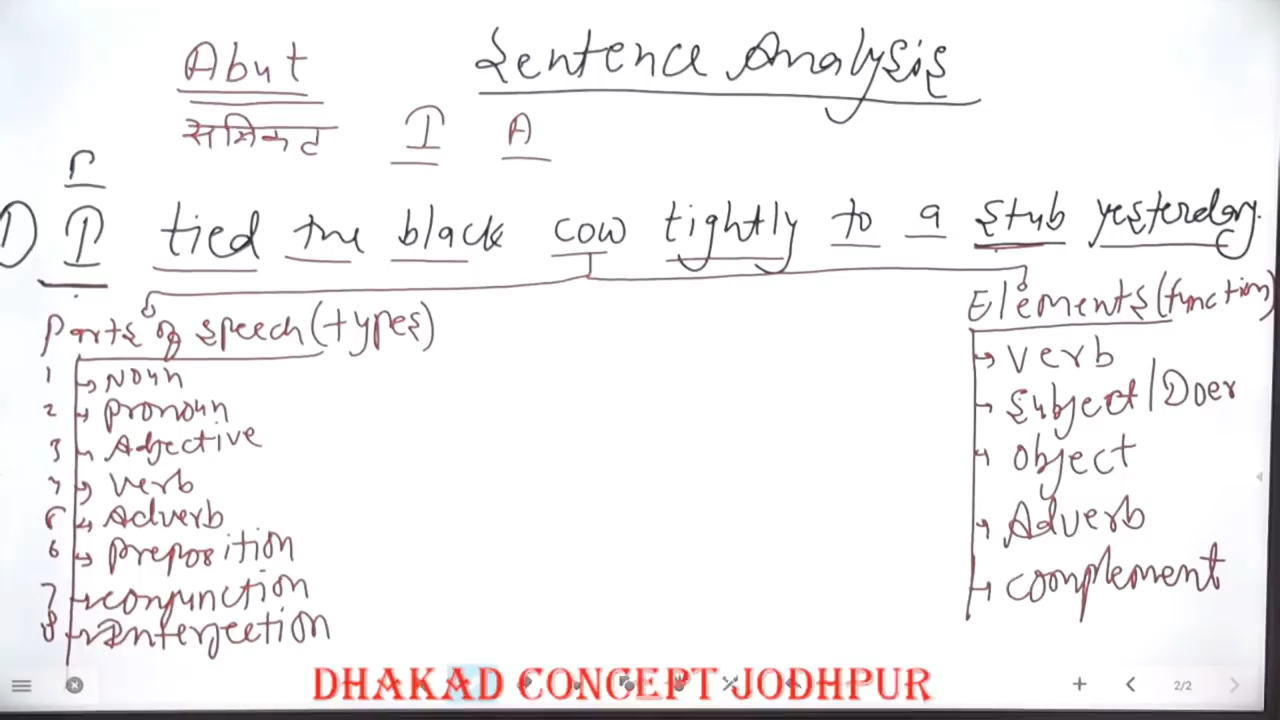 Abut
Sentence Analysis
सनिकट
I A
P
1) I tied the black cow tightly to a stub yesterday.
Parts of speech (types)
1 Noun
2 pronoun
3 Adjective
4 verb
5 Adverb
6 preposition
7 conjunction
8 Interjection
Elements (function)
Verb
Subject/Doer
Object
Adverb
Complement
DHAKAD CONCEPT JODHPUR
2/2